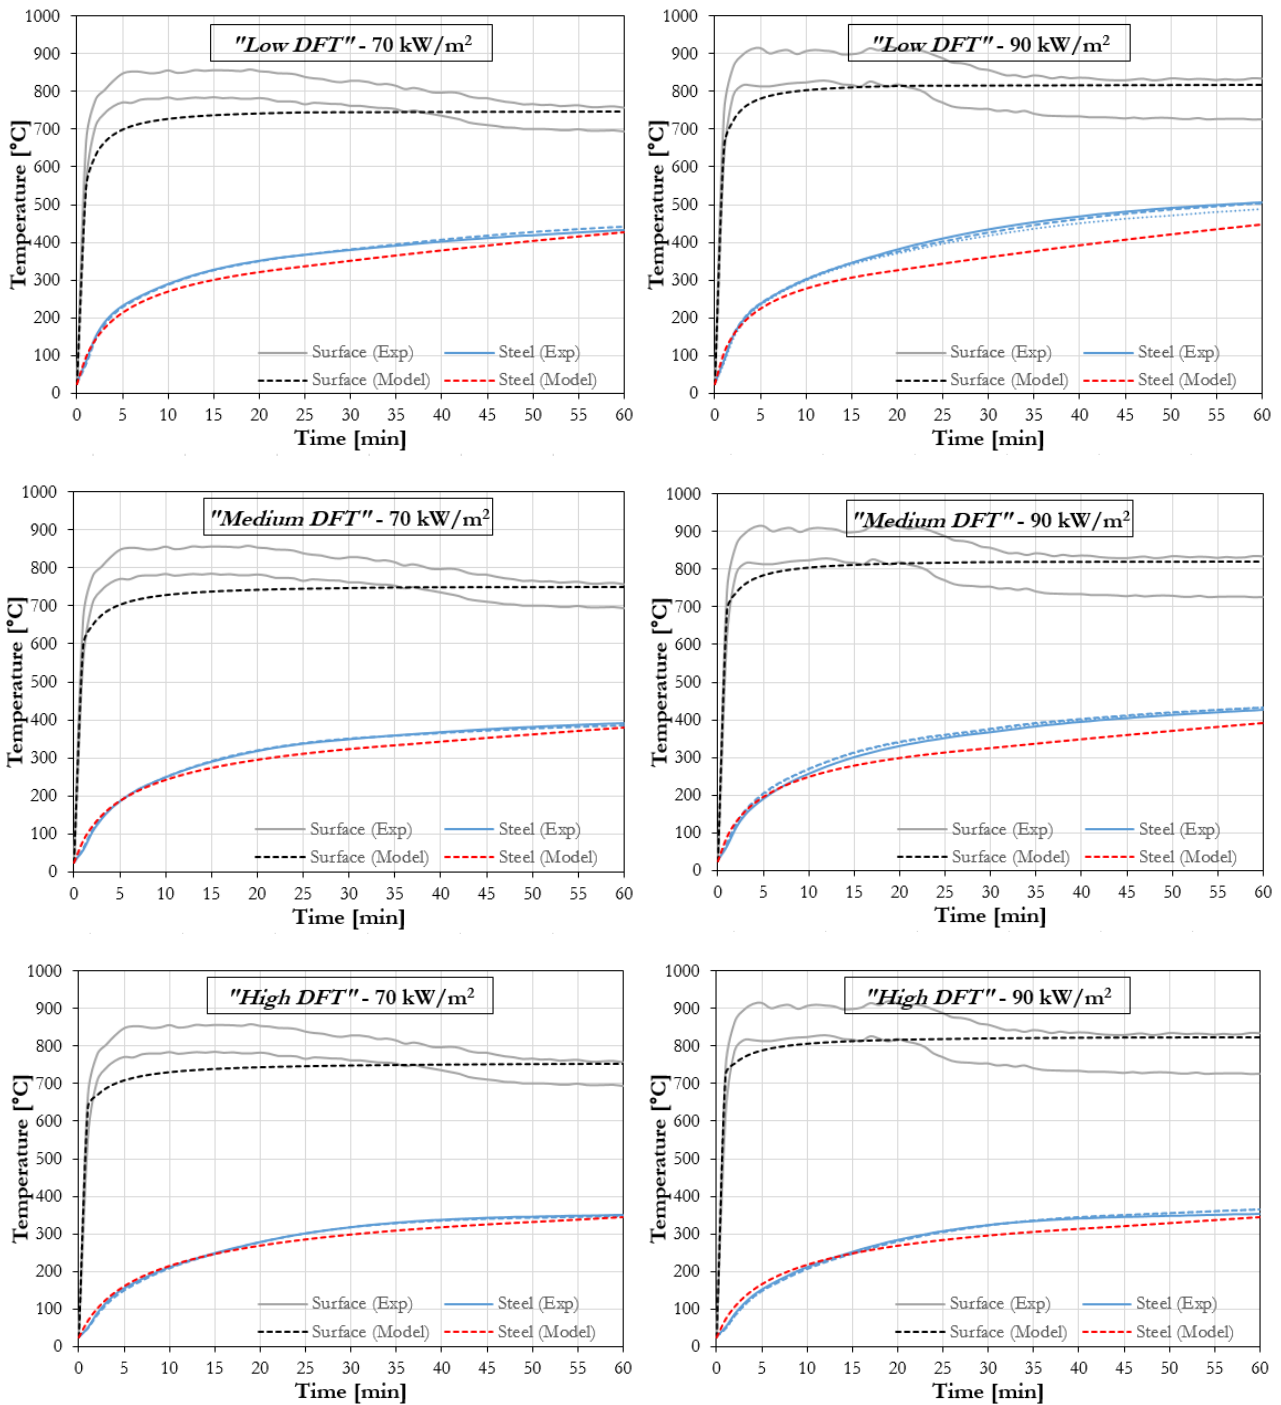 "Low DFT" - 70 kW/m²
Temperature [°C]
1000
900
800
700
600
500
400
300
200
100
0
Surface (Exp) Steel (Exp)
Surface (Model) Steel (Model)
0 5 10 15 20 25 30 35 40 45 50 55 60
Time [min]
"Low DFT" - 90 kW/m²
Temperature [°C]
1000
900
800
700
600
500
400
300
200
100
0
Surface (Exp) Steel (Exp)
Surface (Model) Steel (Model)
0 5 10 15 20 25 30 35 40 45 50 55 60
Time [min]
"Medium DFT" - 70 kW/m²
Temperature [°C]
1000
900
800
700
600
500
400
300
200
100
0
Surface (Exp) Steel (Exp)
Surface (Model) Steel (Model)
0 5 10 15 20 25 30 35 40 45 50 55 60
Time [min]
"Medium DFT" - 90 kW/m²
Temperature [°C]
1000
900
800
700
600
500
400
300
200
100
0
Surface (Exp) Steel (Exp)
Surface (Model) Steel (Model)
0 5 10 15 20 25 30 35 40 45 50 55 60
Time [min]
"High DFT" - 70 kW/m²
Temperature [°C]
1000
900
800
700
600
500
400
300
200
100
0
Surface (Exp) Steel (Exp)
Surface (Model) Steel (Model)
0 5 10 15 20 25 30 35 40 45 50 55 60
Time [min]
"High DFT" - 90 kW/m²
Temperature [°C]
1000
900
800
700
600
500
400
300
200
100
0
Surface (Exp) Steel (Exp)
Surface (Model) Steel (Model)
0 5 10 15 20 25 30 35 40 45 50 55 60
Time [min]